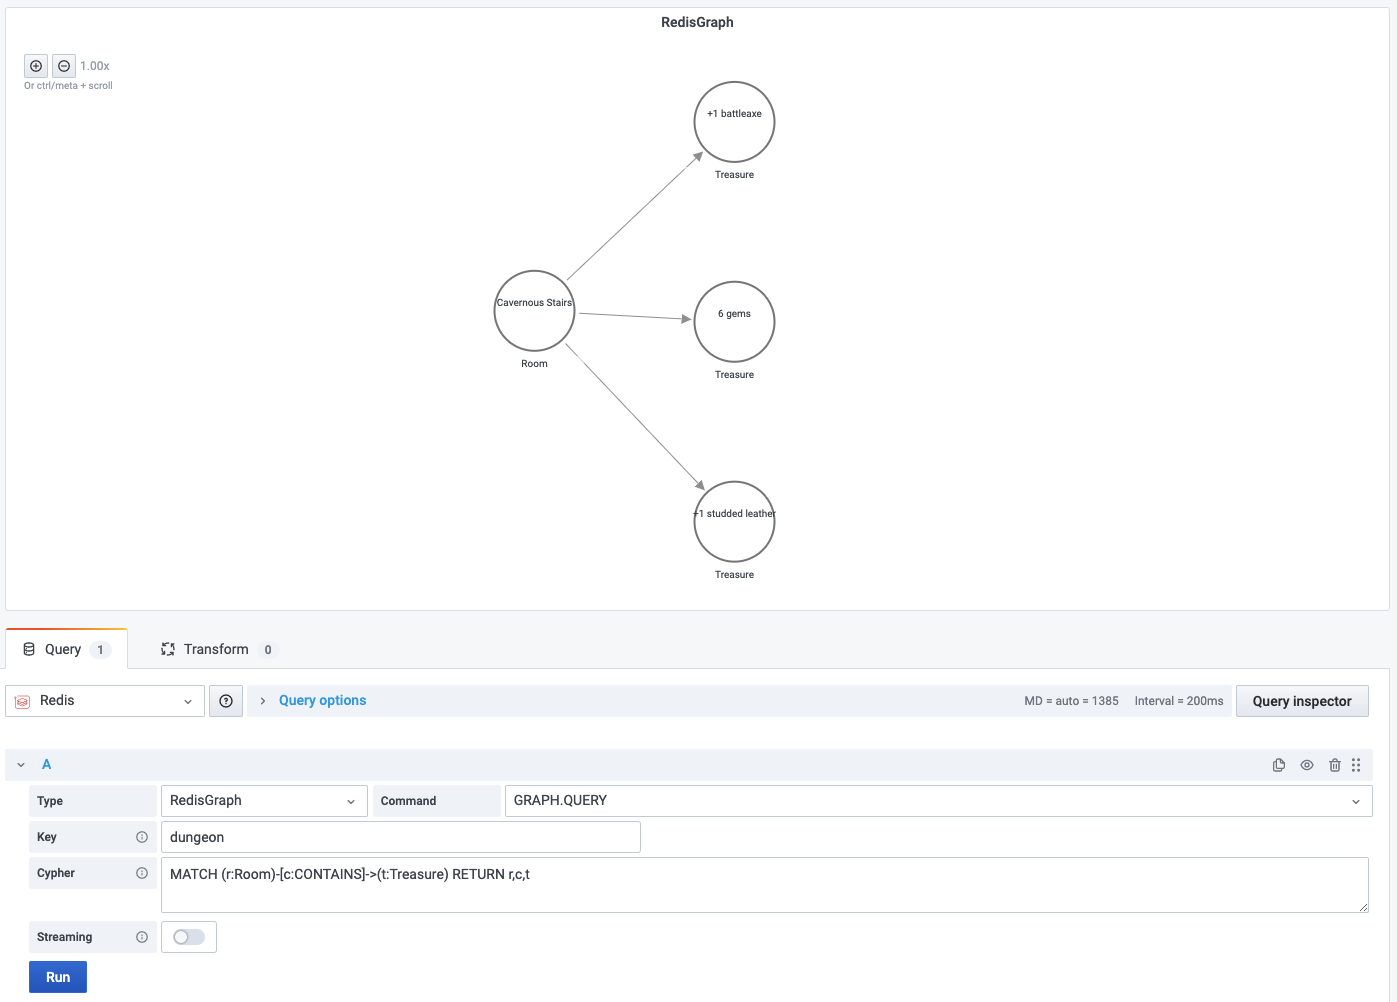 RedisGraph
1.00x
Or ctrl/meta + scroll
+1 battleaxe
Treasure
Cavernous Stairs
Room
6 gems
Treasure
+1 studded leather
Treasure
Query 1 Transform 0
Redis Query options MD = auto = 1385 Interval = 200ms Query inspector
A
Type RedisGraph Command GRAPH.QUERY
Key dungeon
Cypher MATCH (r:Room)-[c:CONTAINS]->(t:Treasure) RETURN r,c,t
Streaming
Run